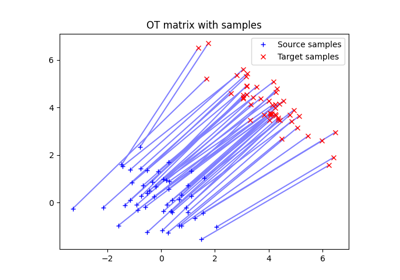 OT matrix with samples
+ Source samples
x Target samples
6
4
2
0
−2 0 2 4 6